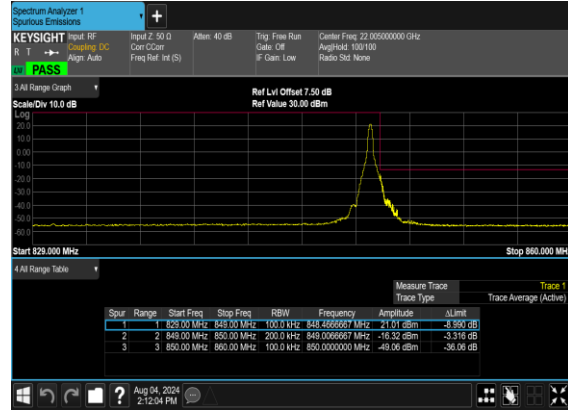 Spectrum Analyzer 1
Spurious Emissions
KEYSIGHT Input: RF Input Z: 50 Ω Atten: 40 dB Trig: Free Run Center Freq: 22.005000000 GHz
R T Coupling: DC Corr CCorr Gate: Off Avg|Hold: 100/100
Align: Auto Freq Ref: Int (S) IF Gain: Low Radio Std: None
LM PASS
3 All Range Graph
Ref Lvl Offset 7.50 dB
Scale/Div 10.0 dB Ref Value 30.00 dBm
Log
20.0
10.0
0.00
-10.0
-20.0
-30.0
-40.0
-50.0
-60.0
Start 829.000 MHz Stop 860.000 MH
4 All Range Table
Measure Trace Trace 1
Trace Type Trace Average (Active)
Spur Range Start Freq Stop Freq RBW Frequency Amplitude ΔLimit
1 1 829.00 MHz 849.00 MHz 100.0 kHz 848.4666667 MHz 21.01 dBm -8.990 dB
2 2 849.00 MHz 850.00 MHz 200.0 kHz 849.0066667 MHz -16.32 dBm -3.316 dB
3 3 850.00 MHz 860.00 MHz 100.0 kHz 850.0000000 MHz -49.06 dBm -36.06 dB
Aug 04, 2024
2:12:04 PM